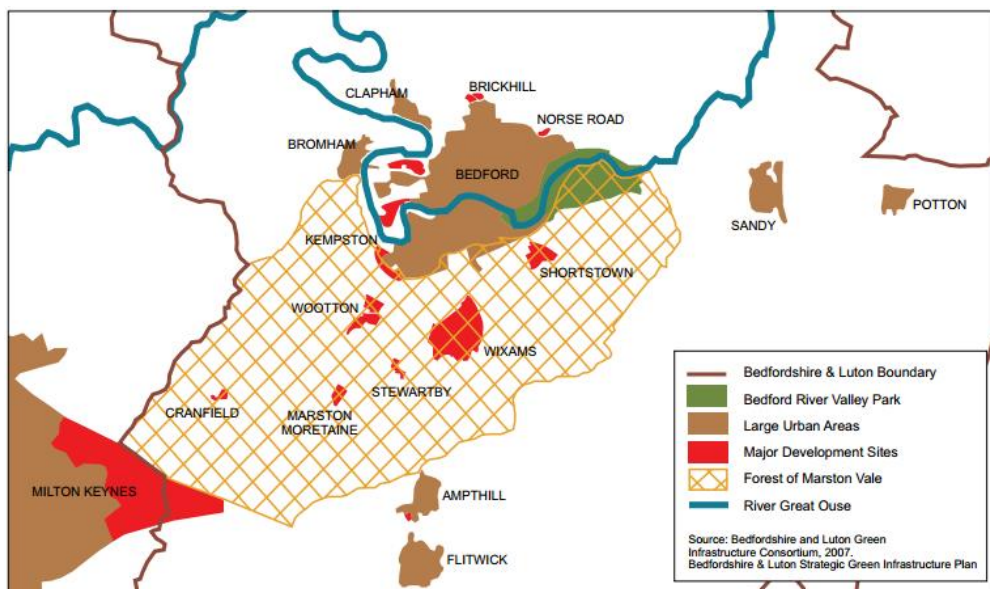 BRICKHILL
CLAPHAM
NORSE ROAD
BROMHAM
BEDFORD
POTTON
SANDY
KEMPSTON
SHORTSTOWN
WOOTTON
WIXAMS
STEWARTBY
CRANFIELD
MARSTON
MORETAINE
MILTON KEYNES
AMPTHILL
FLITWICK
Bedfordshire & Luton Boundary
Bedford River Valley Park
Large Urban Areas
Major Development Sites
Forest of Marston Vale
River Great Ouse
Source: Bedfordshire and Luton Green
Infrastructure Consortium, 2007.
Bedfordshire & Luton Strategic Green Infrastructure Plan